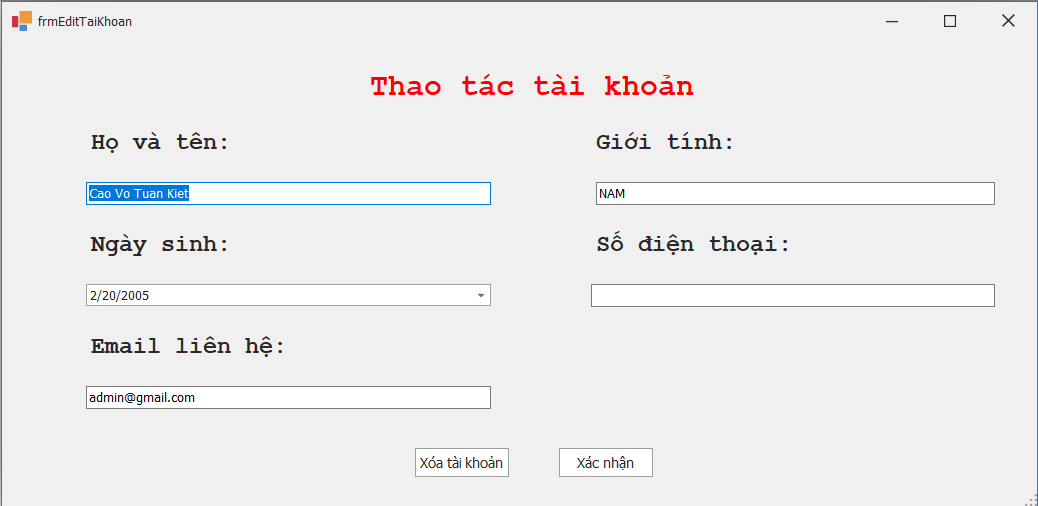 frmEditTaiKhoan
Thao tác tài khoản
Họ và tên:
Giới tính:
Cao Vo Tuan Kiet
NAM
Ngày sinh:
Số điện thoại:
2/20/2005
Email liên hệ:
admin@gmail.com
Xóa tài khoản
Xác nhận